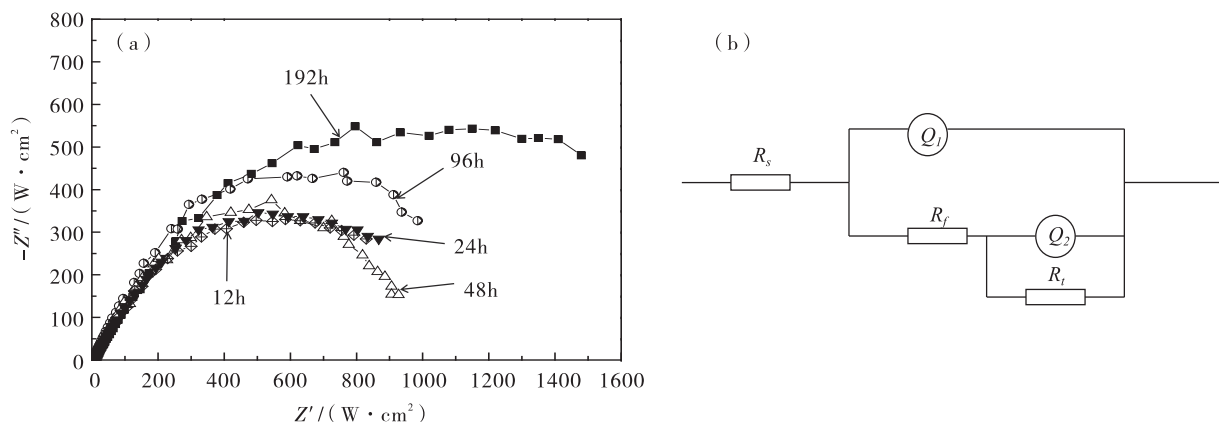 800
700
600
500
400
300
200
100
0
−Z″/(W·cm²)
(a)
192h
96h
24h
12h
48h
0 200 400 600 800 1000 1200 1400 1600
Z′/(W·cm²)
(b)
Q₁
Rₛ
R_f
Q₂
Rₜ